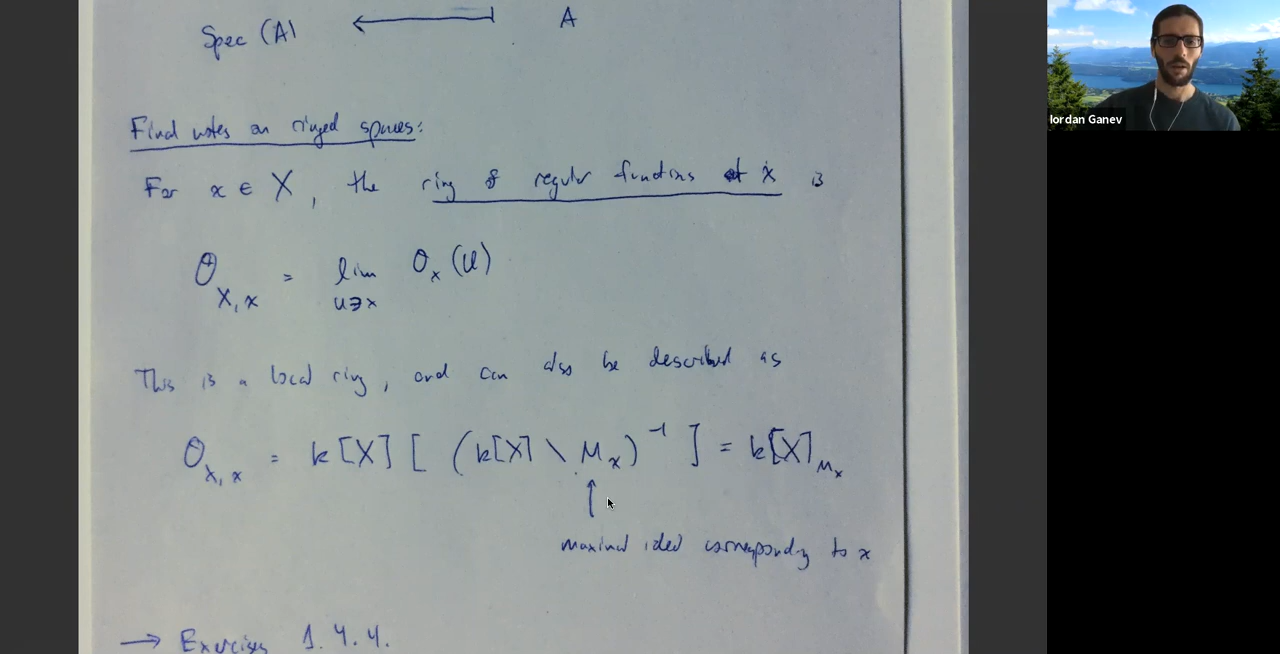 Spec (A) ⟵ A
Iordan Ganev
Final notes on ringed spaces:
For x ∈ X, the ring of regular functions at x is
O_{X,x} = lim_{U∋x} O_X (U)
This is a local ring, and can also be described as
O_{X,x} = k[X] [ (k[X] \ M_x)^{-1} ] = k[X]_{M_x}
↑
maximal ideal corresponding to x
→ Exercises 1.4.4.